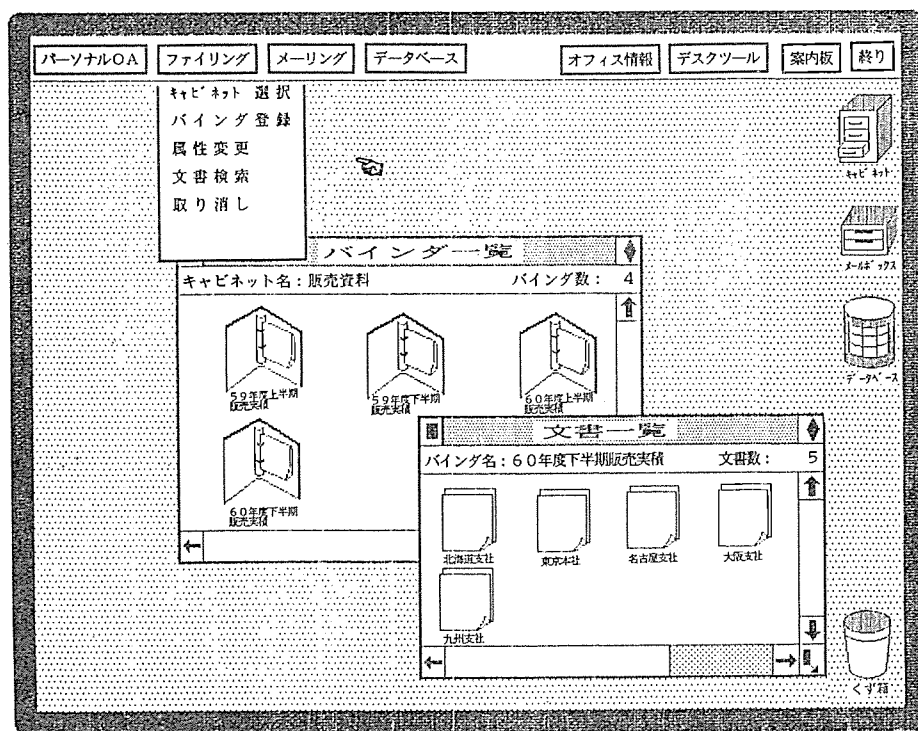 パーソナルOA ファイリング メーリング データベース オフィス情報 デスクツール 案内板 終り
キャビネット 選択
バインダ登録
属性変更
文書検索
取り消し
キャビネット
メールボックス
データベース
くず箱
バインダ一覧
キャビネット名：販売資料 バインダ数： 4
59年度上半期
販売実積
59年度下半期
販売実積
60年度上半期
販売実積
60年度下半期
販売実積
文書一覧
バインダ名：60年度下半期販売実積 文書数： 5
北海道支社 東京本社 名古屋支社 大阪支社
九州支社